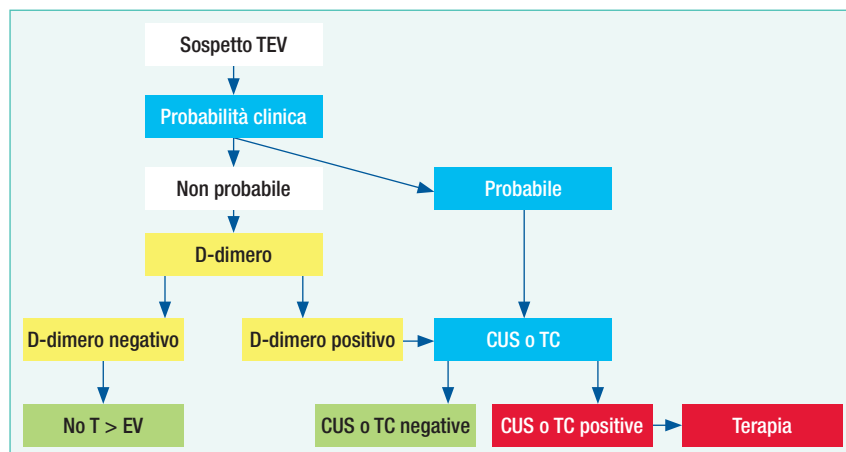 Sospetto TEV
Probabilità clinica
Non probabile
Probabile
D-dimero
D-dimero negativo
D-dimero positivo
CUS o TC
No T > EV
CUS o TC negative
CUS o TC positive
Terapia